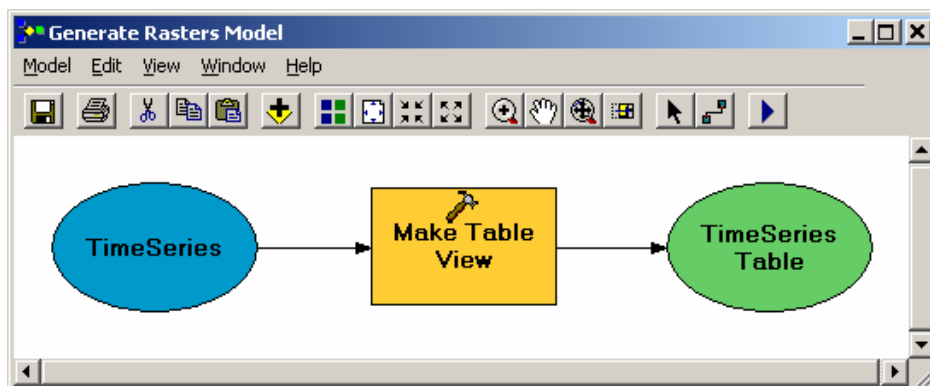 Generate Rasters Model
Model Edit View Window Help
TimeSeries
Make Table
View
TimeSeries
Table